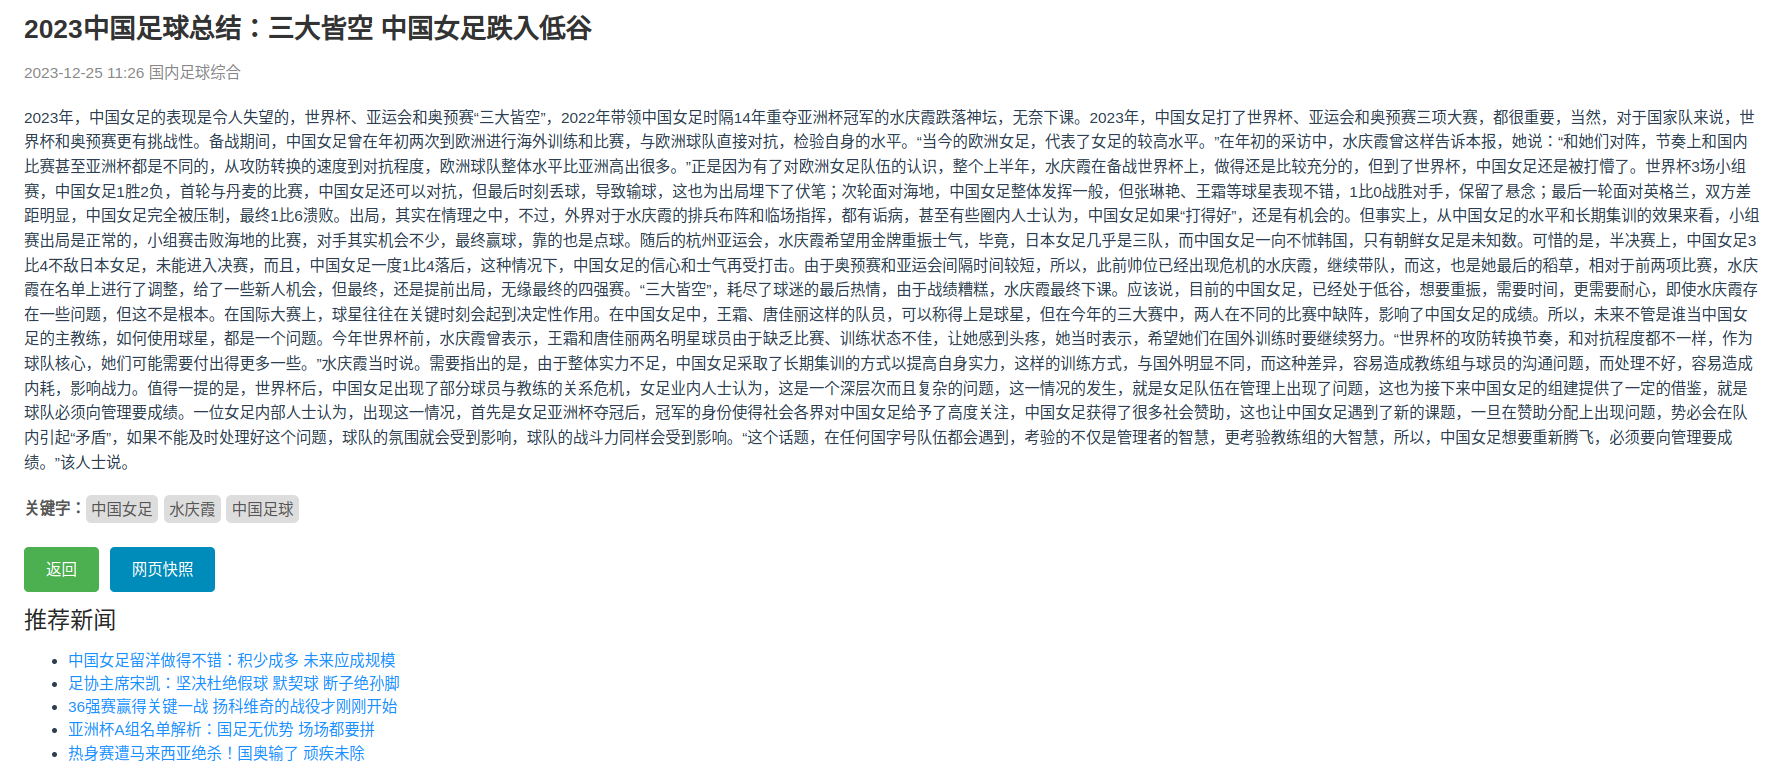 2023中国足球总结：三大皆空 中国女足跌入低谷
2023-12-25 11:26 国内足球综合
2023年，中国女足的表现是令人失望的，世界杯、亚运会和奥预赛“三大皆空”，2022年带领中国女足时隔14年重夺亚洲杯冠军的水庆霞跌落神坛，无奈下课。2023年，中国女足打了世界杯、亚运会和奥预赛三项大赛，都很重要，当然，对于国家队来说，世
界杯和奥预赛更有挑战性。备战期间，中国女足曾在年初两次到欧洲进行海外训练和比赛，与欧洲球队直接对抗，检验自身的水平。“当今的欧洲女足，代表了女足的较高水平。”在年初的采访中，水庆霞曾这样告诉本报，她说：“和她们对阵，节奏上和国内
比赛甚至亚洲杯都是不同的，从攻防转换的速度到对抗程度，欧洲球队整体水平比亚洲高出很多。”正是因为有了对欧洲女足队伍的认识，整个上半年，水庆霞在备战世界杯上，做得还是比较充分的，但到了世界杯，中国女足还是被打懵了。世界杯3场小组
赛，中国女足1胜2负，首轮与丹麦的比赛，中国女足还可以对抗，但最后时刻丢球，导致输球，这也为出局埋下了伏笔；次轮面对海地，中国女足整体发挥一般，但张琳艳、王霜等球星表现不错，1比0战胜对手，保留了悬念；最后一轮面对英格兰，双方差
距明显，中国女足完全被压制，最终1比6溃败。出局，其实在情理之中，不过，外界对于水庆霞的排兵布阵和临场指挥，都有诟病，甚至有些圈内人士认为，中国女足如果“打得好”，还是有机会的。但事实上，从中国女足的水平和长期集训的效果来看，小组
赛出局是正常的，小组赛击败海地的比赛，对手其实机会不少，最终赢球，靠的也是点球。随后的杭州亚运会，水庆霞希望用金牌重振士气，毕竟，日本女足几乎是三队，而中国女足一向不怵韩国，只有朝鲜女足是未知数。可惜的是，半决赛上，中国女足3
比4不敌日本女足，未能进入决赛，而且，中国女足一度1比4落后，这种情况下，中国女足的信心和士气再受打击。由于奥预赛和亚运会间隔时间较短，所以，此前帅位已经出现危机的水庆霞，继续带队，而这，也是她最后的稻草，相对于前两项比赛，水庆
霞在名单上进行了调整，给了一些新人机会，但最终，还是提前出局，无缘最终的四强赛。“三大皆空”，耗尽了球迷的最后热情，由于战绩糟糕，水庆霞最终下课。应该说，目前的中国女足，已经处于低谷，想要重振，需要时间，更需要耐心，即使水庆霞存
在一些问题，但这不是根本。在国际大赛上，球星往往在关键时刻会起到决定性作用。在中国女足中，王霜、唐佳丽这样的队员，可以称得上是球星，但在今年的三大赛中，两人在不同的比赛中缺阵，影响了中国女足的成绩。所以，未来不管是谁当中国女
足的主教练，如何使用球星，都是一个问题。今年世界杯前，水庆霞曾表示，王霜和唐佳丽两名明星球员由于缺乏比赛、训练状态不佳，让她感到头疼，她当时表示，希望她们在国外训练时要继续努力。“世界杯的攻防转换节奏，和对抗程度都不一样，作为
球队核心，她们可能需要付出得更多一些。”水庆霞当时说。需要指出的是，由于整体实力不足，中国女足采取了长期集训的方式以提高自身实力，这样的训练方式，与国外明显不同，而这种差异，容易造成教练组与球员的沟通问题，而处理不好，容易造成
内耗，影响战力。值得一提的是，世界杯后，中国女足出现了部分球员与教练的关系危机，女足业内人士认为，这是一个深层次而且复杂的问题，这一情况的发生，就是女足队伍在管理上出现了问题，这也为接下来中国女足的组建提供了一定的借鉴，就是
球队必须向管理要成绩。一位女足内部人士认为，出现这一情况，首先是女足亚洲杯夺冠后，冠军的身份使得社会各界对中国女足给予了高度关注，中国女足获得了很多社会赞助，这也让中国女足遇到了新的课题，一旦在赞助分配上出现问题，势必会在队
内引起“矛盾”，如果不能及时处理好这个问题，球队的氛围就会受到影响，球队的战斗力同样会受到影响。“这个话题，在任何国字号队伍都会遇到，考验的不仅是管理者的智慧，更考验教练组的大智慧，所以，中国女足想要重新腾飞，必须要向管理要成
绩。”该人士说。
关键字：中国女足 水庆霞 中国足球
返回 网页快照
推荐新闻
中国女足留洋做得不错：积少成多 未来应成规模
足协主席宋凯：坚决杜绝假球 默契球 断子绝孙脚
36强赛赢得关键一战 扬科维奇的战役才刚刚开始
亚洲杯A组名单解析：国足无优势 场场都要拼
热身赛遭马来西亚绝杀！国奥输了 顽疾未除